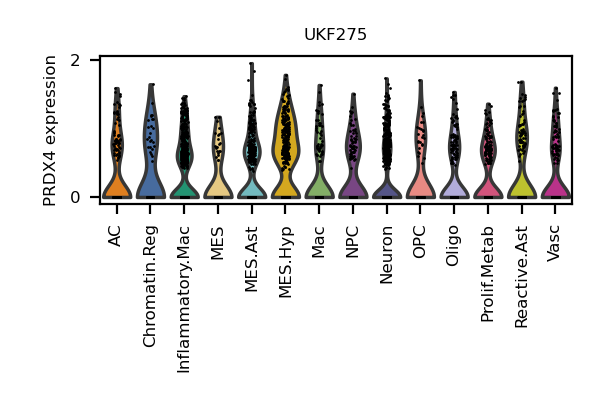 UKF275
PRDX4 expression
2
0
AC
Chromatin.Reg
Inflammatory.Mac
MES
MES.Ast
MES.Hyp
Mac
NPC
Neuron
OPC
Oligo
Prolif.Metab
Reactive.Ast
Vasc